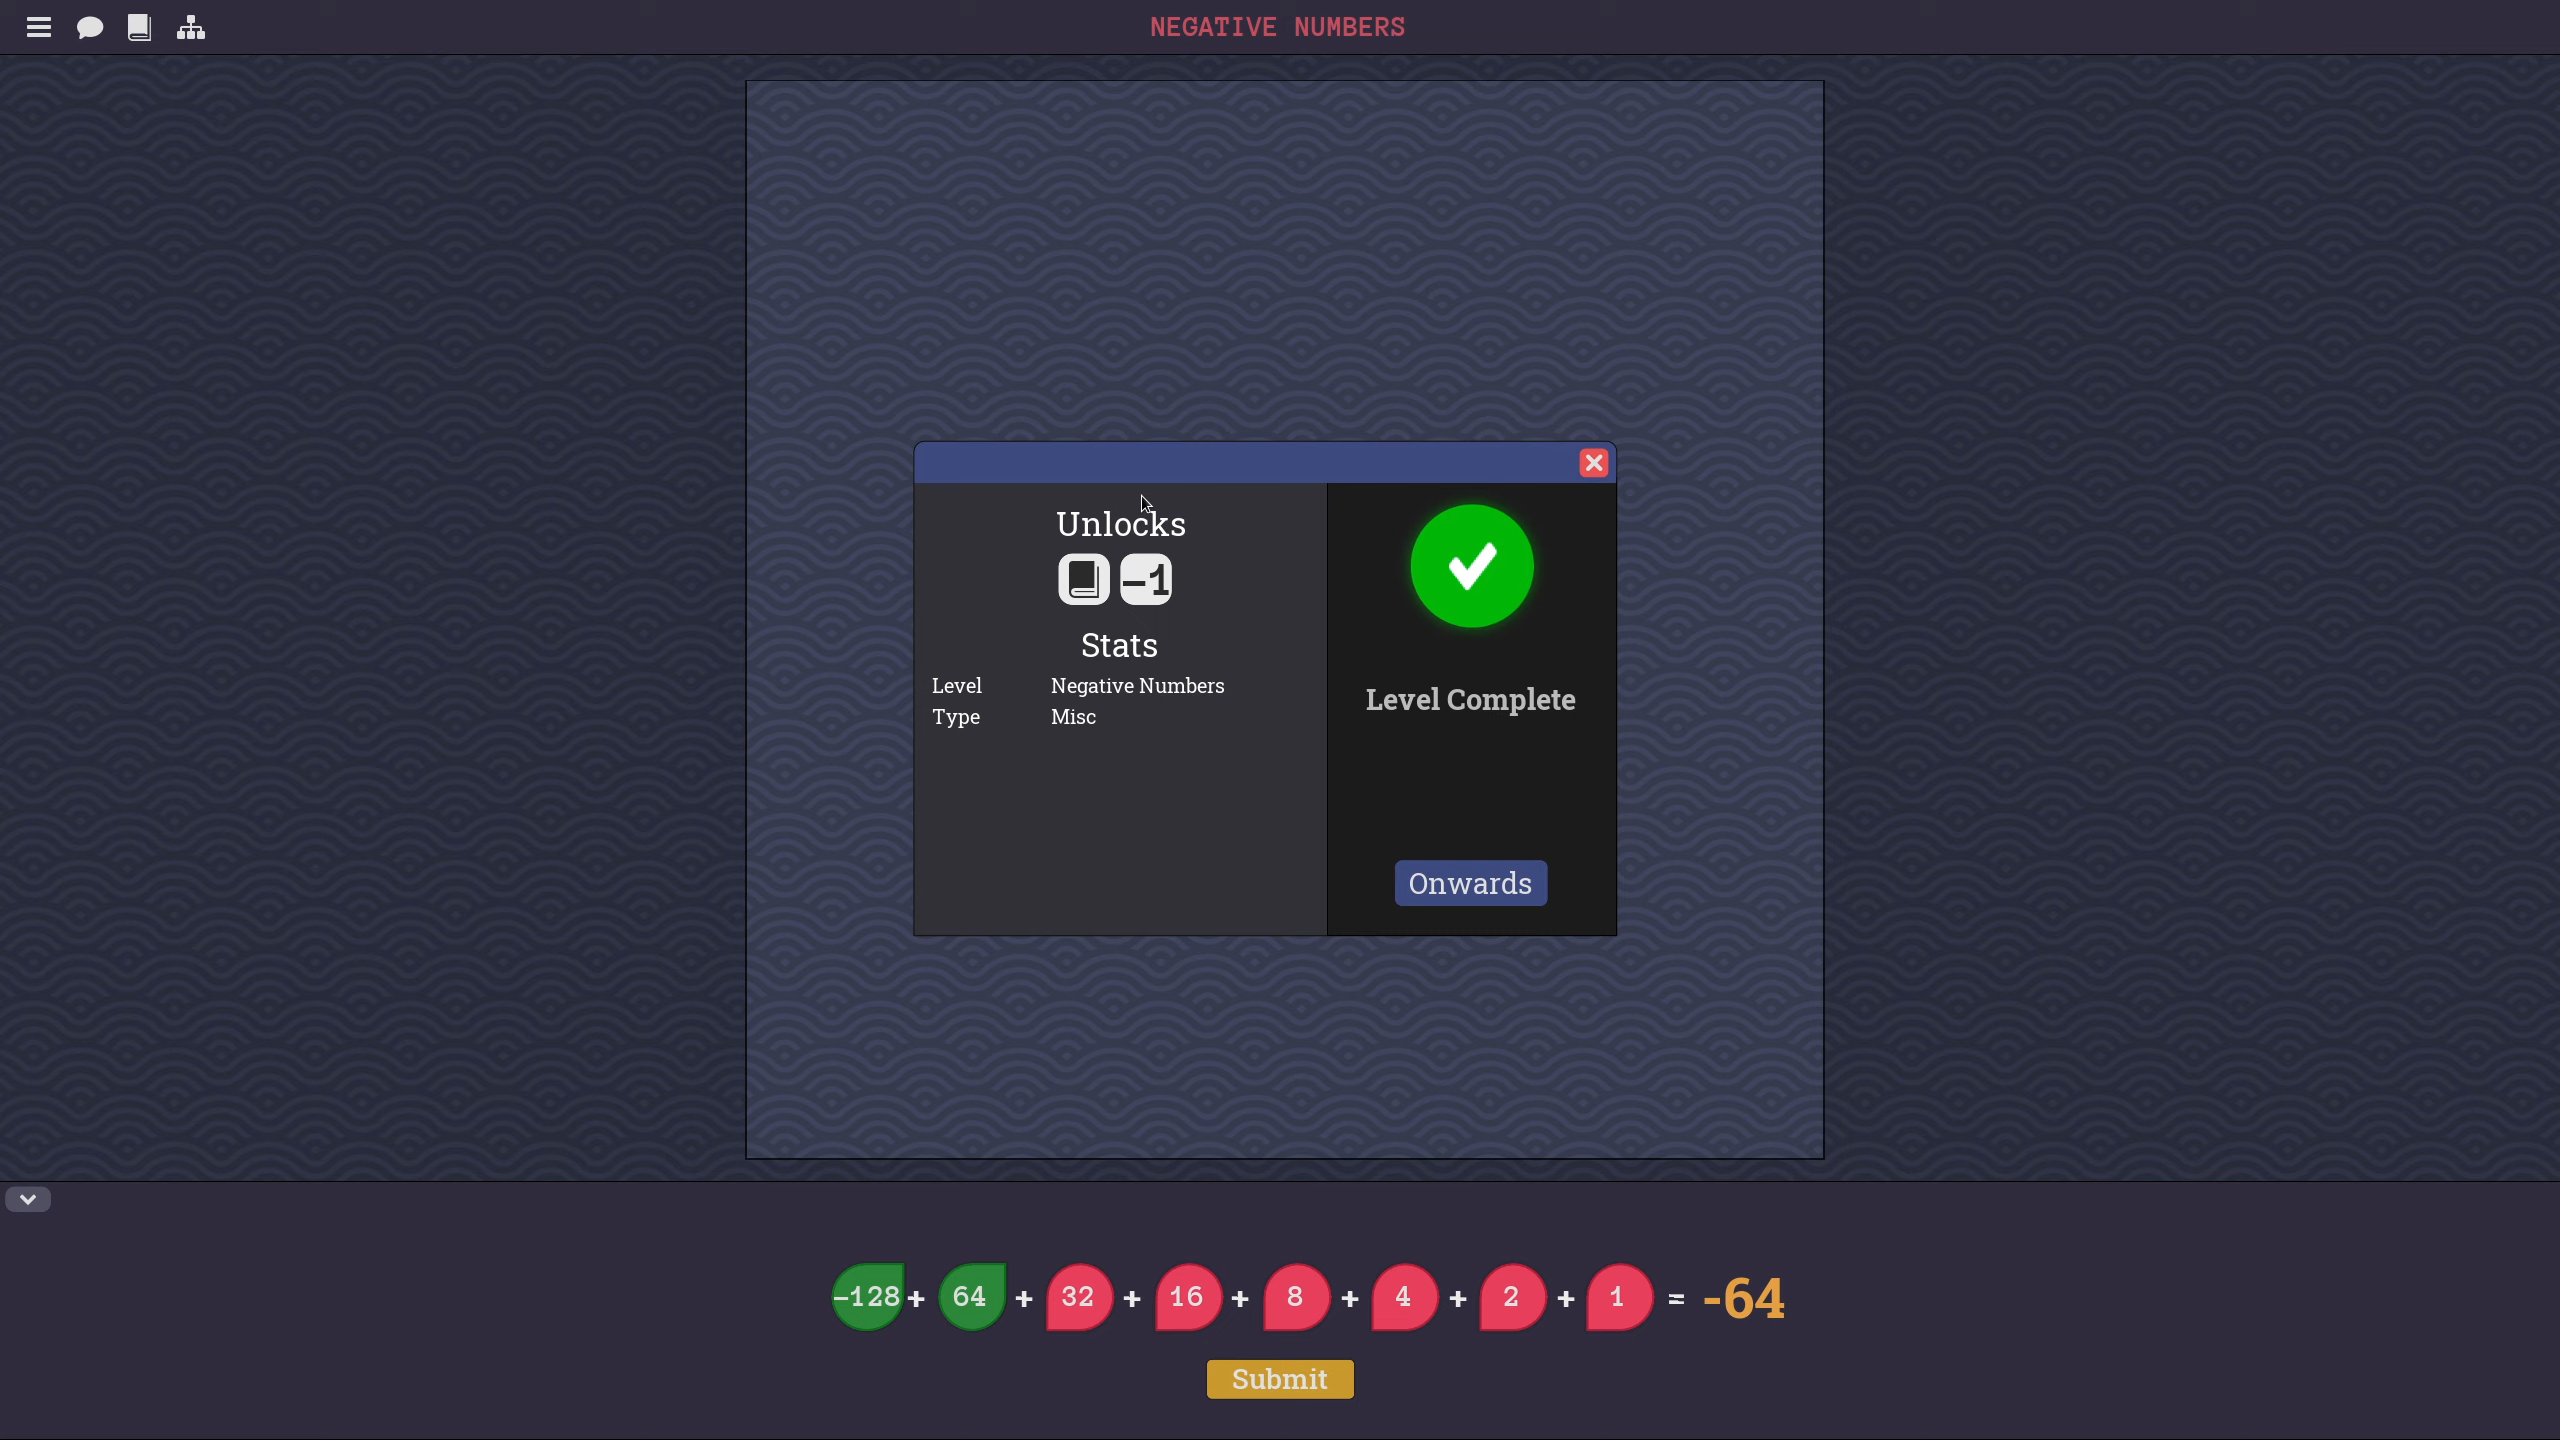 NEGATIVE NUMBERS
Unlocks
-1
Stats
Level Negative Numbers
Type Misc
Level Complete
Onwards
-128 + 64 + 32 + 16 + 8 + 4 + 2 + 1 = -64
Submit